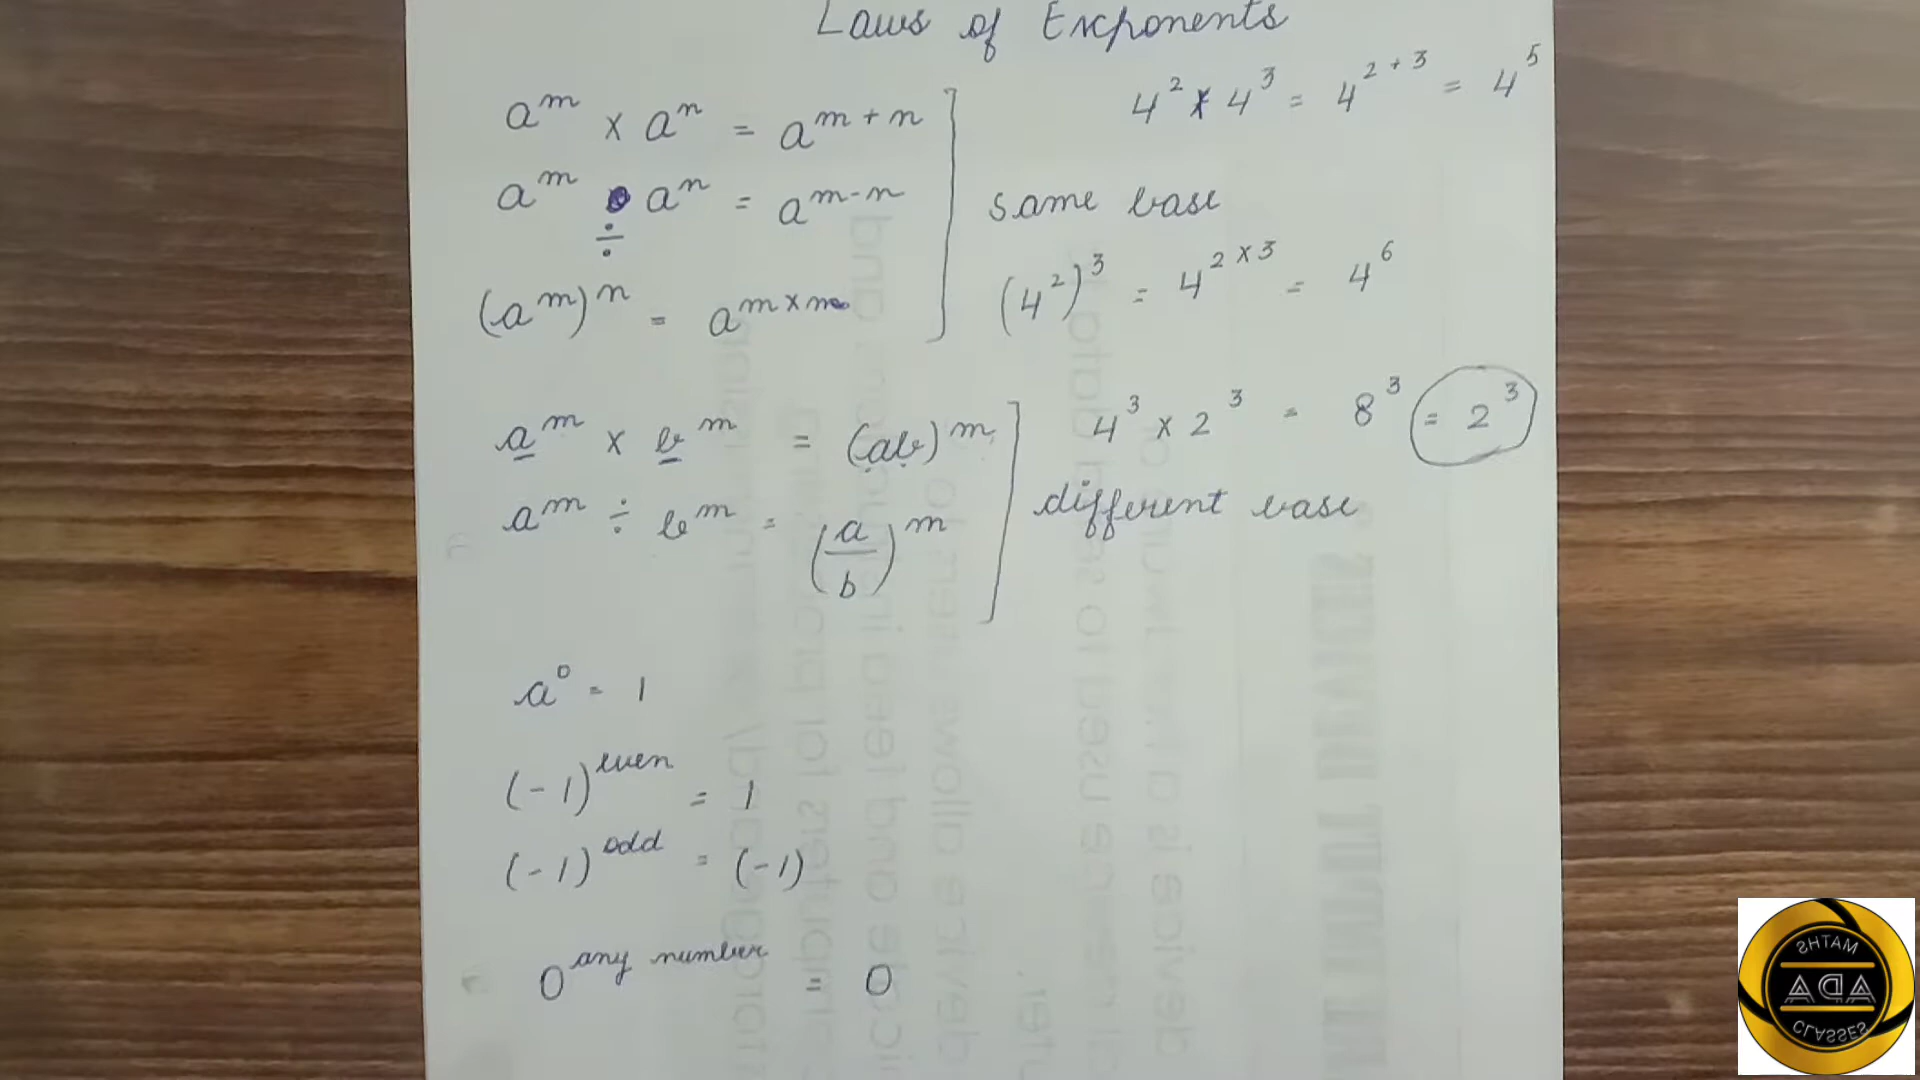 Laws of Exponents
a^m × a^n = a^(m+n)
4^2 × 4^3 = 4^(2+3) = 4^5
a^m ÷ a^n = a^(m-n)
same base
(a^m)^n = a^(m×n)
(4^2)^3 = 4^(2×3) = 4^6
a^m × b^m = (ab)^m
4^3 × 2^3 = 8^3 = 2^3
a^m ÷ b^m = (a/b)^m
different base
a^0 = 1
(-1)^even = 1
(-1)^odd = (-1)
0^any number = 0
MATHS
ADA
CLASSES